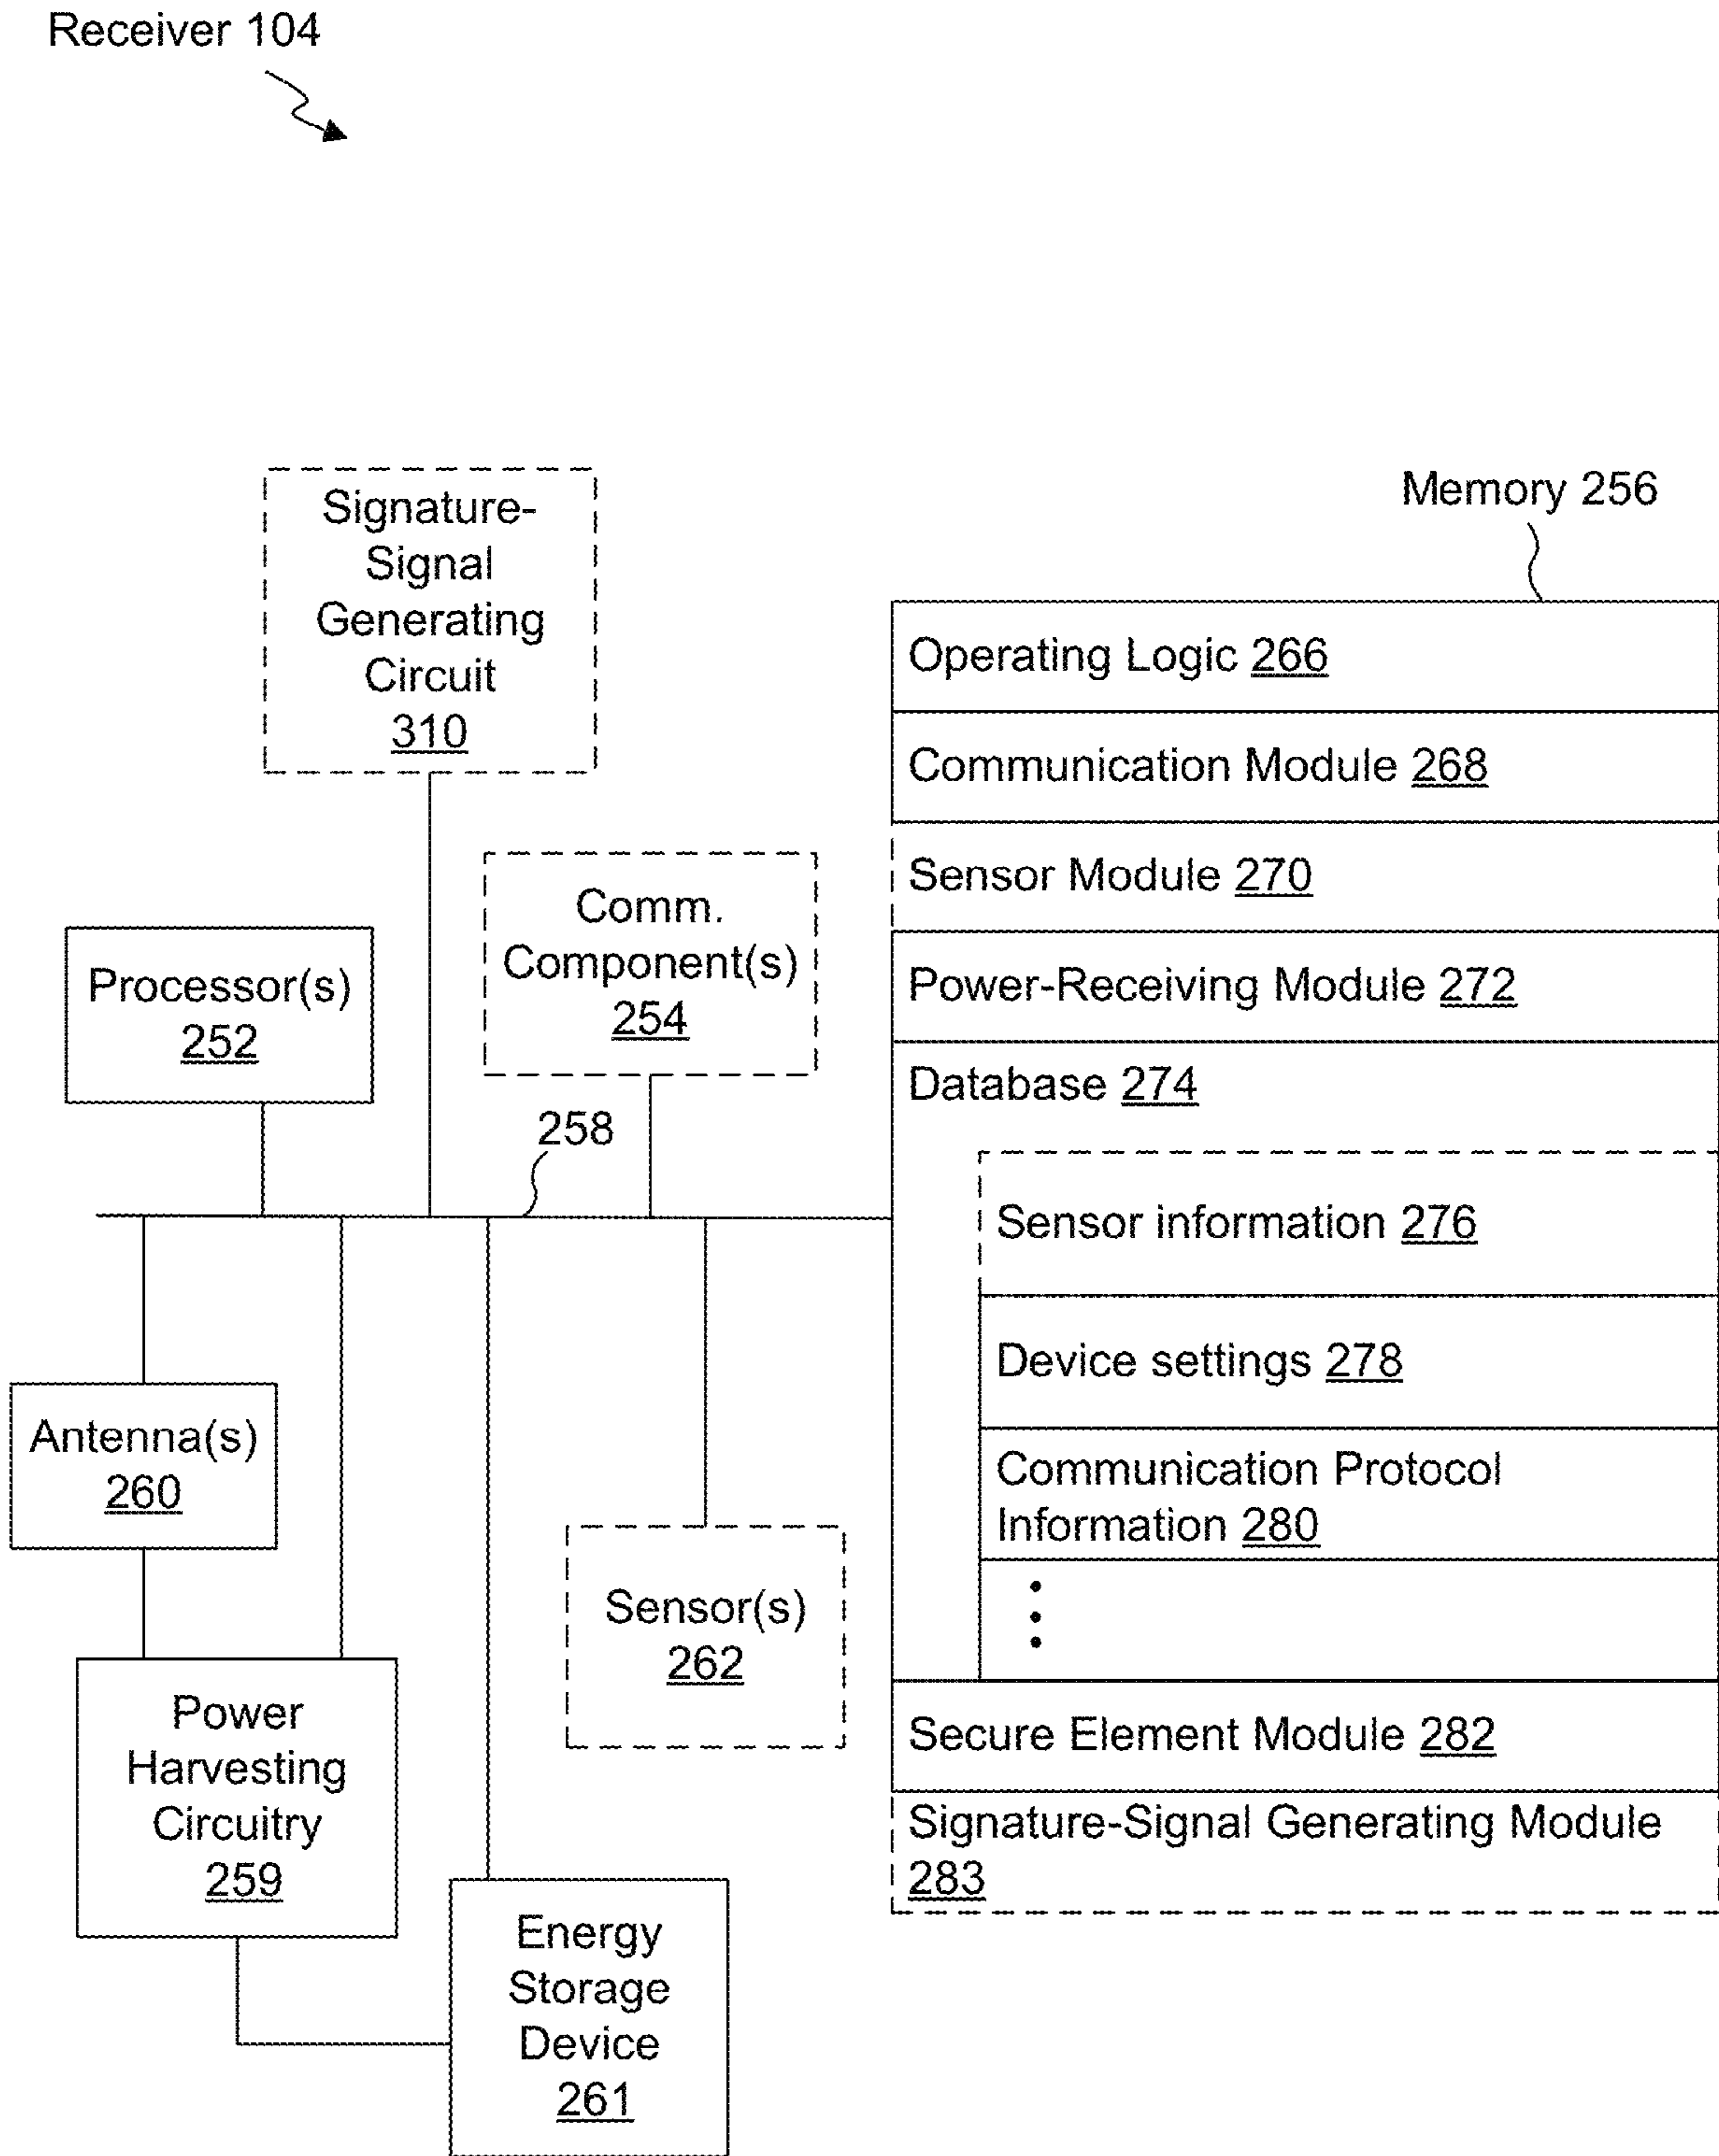 Receiver 104
Signature-
Signal
Generating
Circuit
310
Memory 256
Processor(s)
252
Comm.
Component(s)
254
258
Antenna(s)
260
Power
Harvesting
Circuitry
259
Energy
Storage
Device
261
Sensor(s)
262
Operating Logic 266
Communication Module 268
Sensor Module 270
Power-Receiving Module 272
Database 274
Sensor information 276
Device settings 278
Communication Protocol
Information 280
Secure Element Module 282
Signature-Signal Generating Module
283